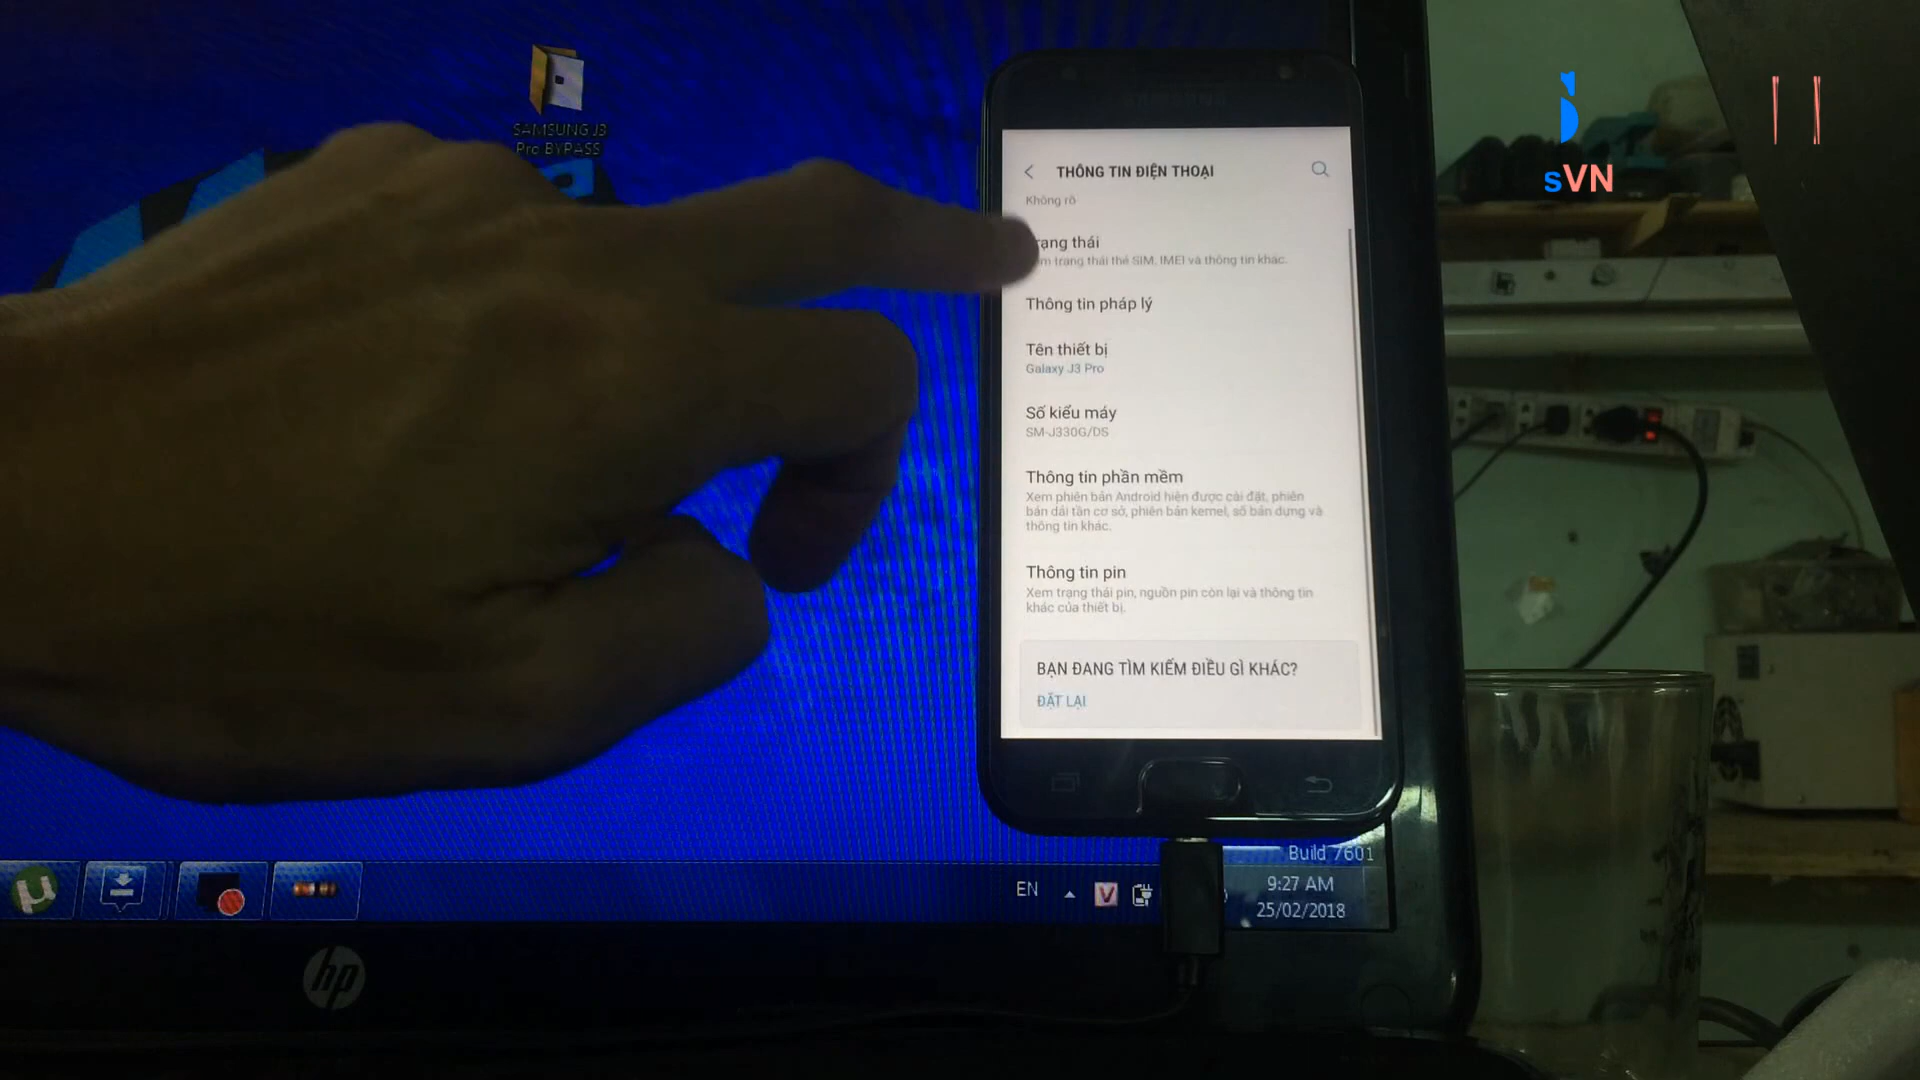 SAMSUNG J3
Pro BYPASS
SAMSUNG
THÔNG TIN ĐIỆN THOẠI
Không rõ
rạng thái
em trạng thái thẻ SIM, IMEI và thông tin khác.
Thông tin pháp lý
Tên thiết bị
Galaxy J3 Pro
Số kiểu máy
SM-J330G/DS
Thông tin phần mềm
Xem phiên bản Android hiện được cài đặt, phiên
bản dải tần cơ sở, phiên bản kernel, số bản dựng và
thông tin khác.
Thông tin pin
Xem trạng thái pin, nguồn pin còn lại và thông tin
khác của thiết bị.
BẠN ĐANG TÌM KIẾM ĐIỀU GÌ KHÁC?
ĐẶT LẠI
sVN
Build 7601
EN
V
9:27 AM
25/02/2018
hp